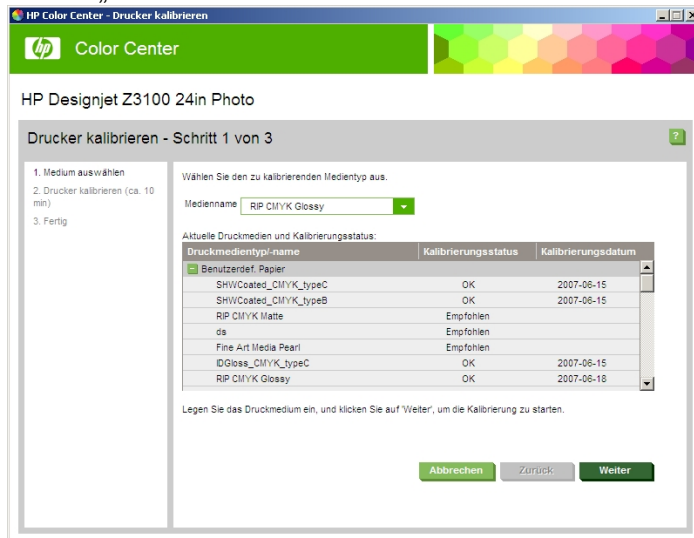 „
HP Color Center - Drucker kalibrieren
hp Color Center
HP Designjet Z3100 24in Photo
Drucker kalibrieren - Schritt 1 von 3
?
1. Medium auswählen
2. Drucker kalibrieren (ca. 10
min)
3. Fertig
Wählen Sie den zu kalibrierenden Medientyp aus.
Medienname RIP CMYK Glossy
Aktuelle Druckmedien und Kalibrierungsstatus:
Druckmedientyp/-name Kalibrierungsstatus Kalibrierungsdatum
Benutzerdef. Papier
SHWCoated_CMYK_typeC OK 2007-06-15
SHWCoated_CMYK_typeB OK 2007-06-15
RIP CMYK Matte Empfohlen
ds Empfohlen
Fine Art Media Pearl Empfohlen
IDGloss_CMYK_typeC OK 2007-06-15
RIP CMYK Glossy OK 2007-06-18
Legen Sie das Druckmedium ein, und klicken Sie auf 'Weiter', um die Kalibrierung zu starten.
Abbrechen Zurück Weiter